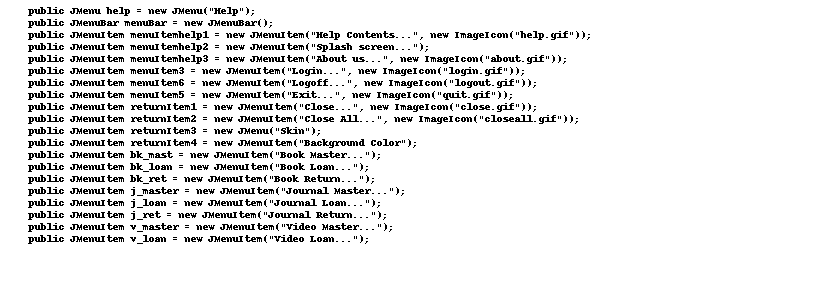 public JMenu help = new JMenu("Help");
public JMenuBar menuBar = new JMenuBar();
public JMenuItem menuItemhelp1 = new JMenuItem("Help Contents...", new ImageIcon("help.gif"));
public JMenuItem menuItemhelp2 = new JMenuItem("Splash screen...");
public JMenuItem menuItemhelp3 = new JMenuItem("About us...", new ImageIcon("about.gif"));
public JMenuItem menuItem3 = new JMenuItem("Login...", new ImageIcon("login.gif"));
public JMenuItem menuItem6 = new JMenuItem("Logoff...", new ImageIcon("logout.gif"));
public JMenuItem menuItem5 = new JMenuItem("Exit...", new ImageIcon("quit.gif"));
public JMenuItem returnItem1 = new JMenuItem("Close...", new ImageIcon("close.gif"));
public JMenuItem returnItem2 = new JMenuItem("Close All...", new ImageIcon("closeall.gif"));
public JMenuItem returnItem3 = new JMenu("Skin");
public JMenuItem returnItem4 = new JMenuItem("Background Color");
public JMenuItem bk_mast = new JMenuItem("Book Master...");
public JMenuItem bk_loan = new JMenuItem("Book Loan...");
public JMenuItem bk_ret = new JMenuItem("Book Return...");
public JMenuItem j_master = new JMenuItem("Journal Master...");
public JMenuItem j_loan = new JMenuItem("Journal Loan...");
public JMenuItem j_ret = new JMenuItem("Journal Return...");
public JMenuItem v_master = new JMenuItem("Video Master...");
public JMenuItem v_loan = new JMenuItem("Video Loan...");